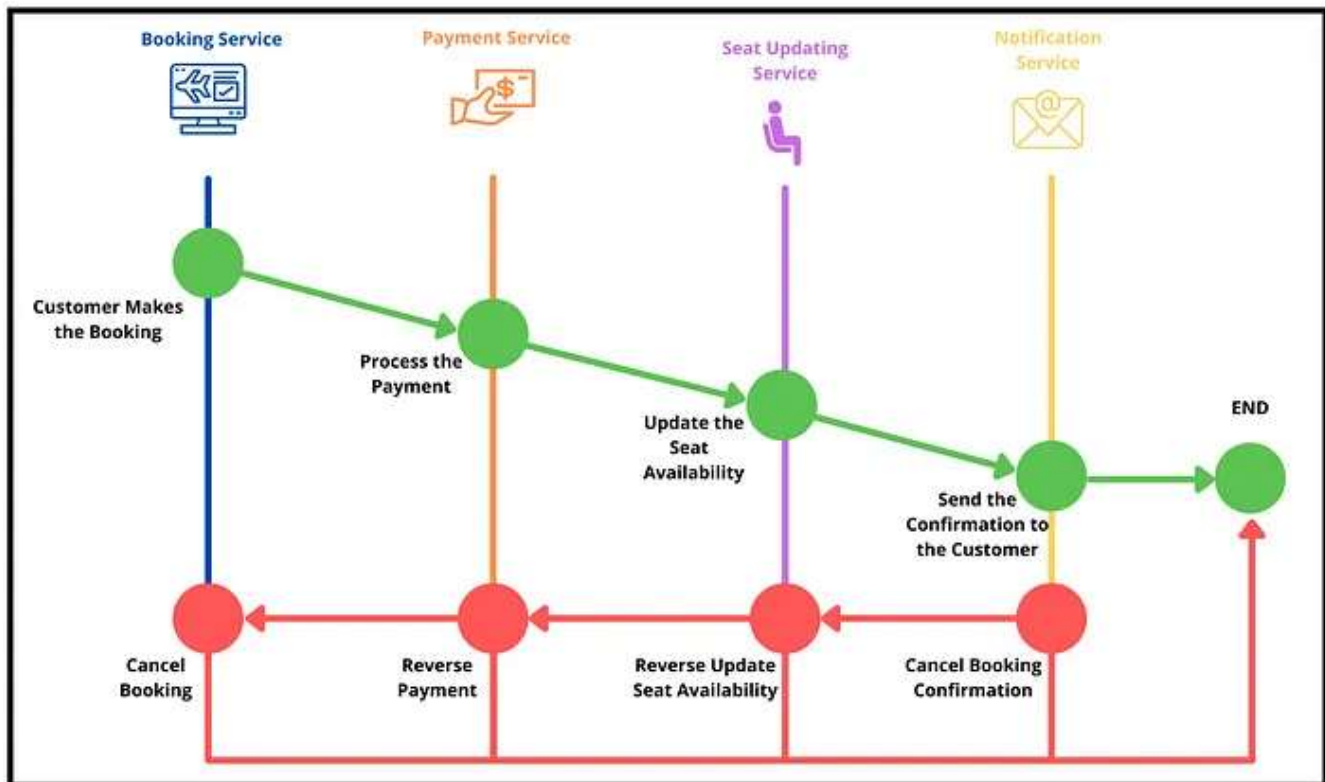 Booking Service
Payment Service
Seat Updating
Service
Notification
Service
$
@
Customer Makes
the Booking
Process the
Payment
Update the
Seat
Availability
END
Send the
Confirmation to
the Customer
Cancel
Booking
Reverse
Payment
Reverse Update
Seat Availability
Cancel Booking
Confirmation